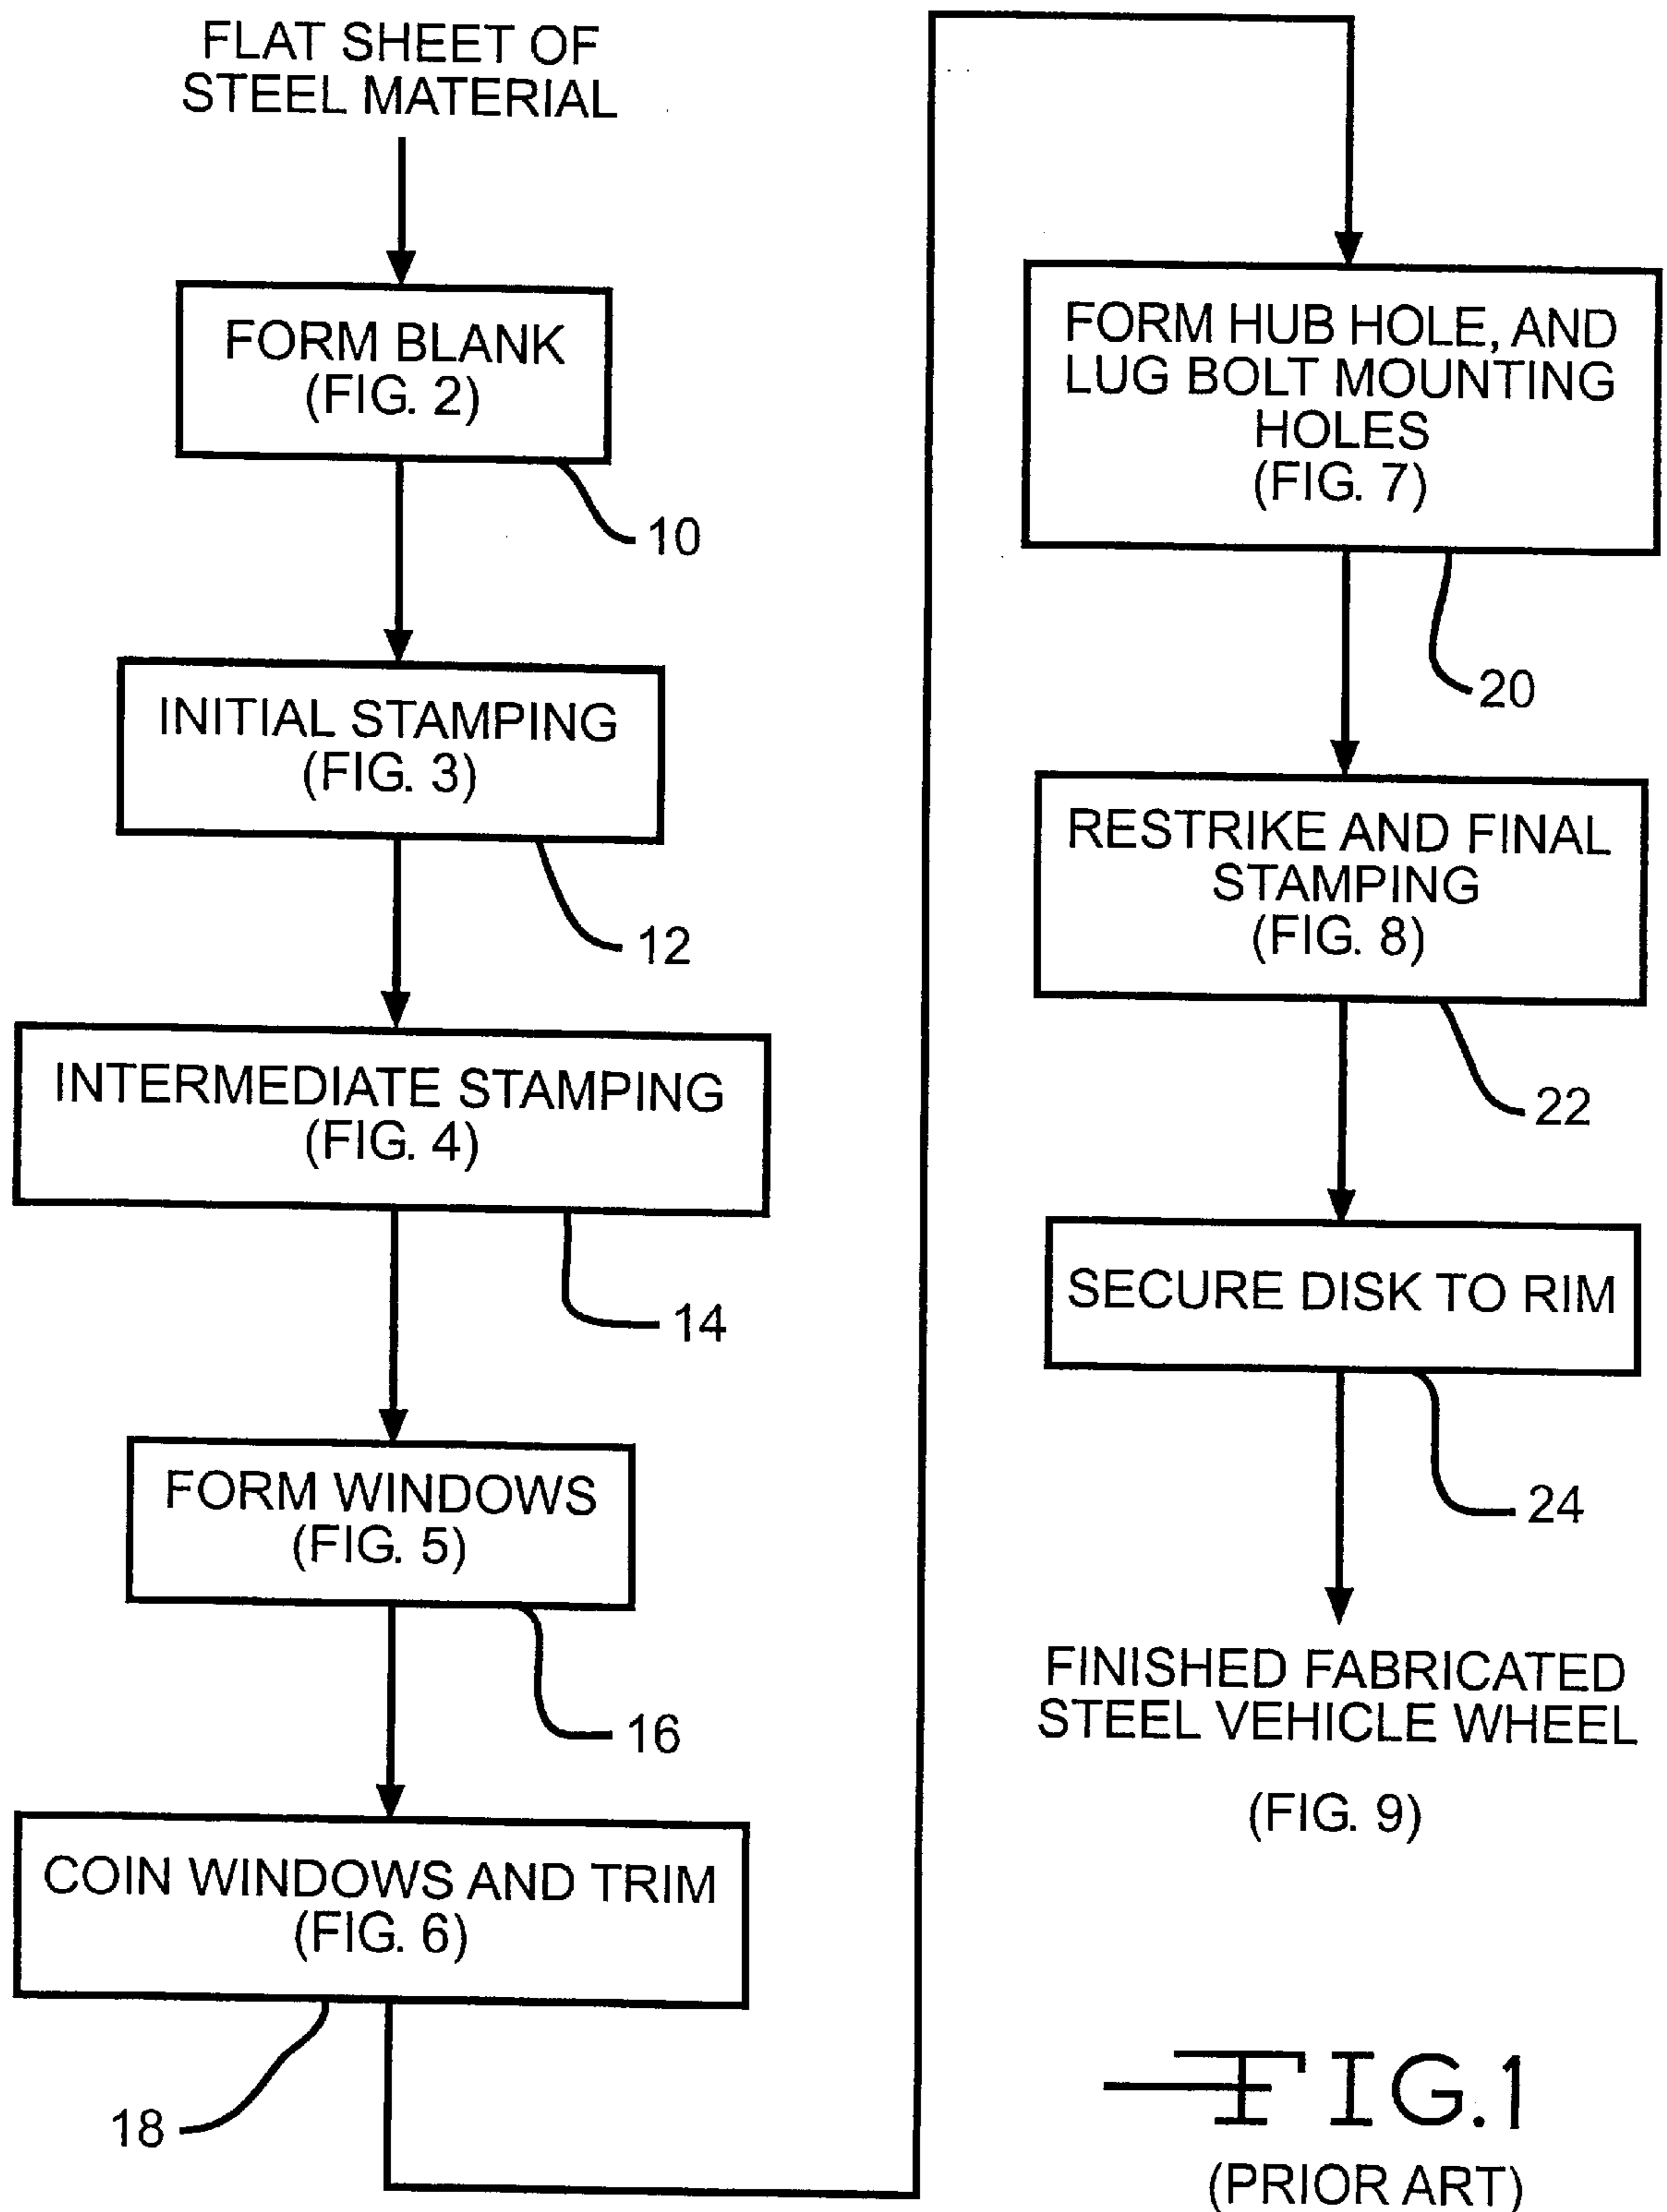 FLAT SHEET OF
STEEL MATERIAL
FORM BLANK
(FIG. 2)
10
INITIAL STAMPING
(FIG. 3)
12
INTERMEDIATE STAMPING
(FIG. 4)
14
FORM WINDOWS
(FIG. 5)
16
COIN WINDOWS AND TRIM
(FIG. 6)
18
FORM HUB HOLE, AND
LUG BOLT MOUNTING
HOLES
(FIG. 7)
20
RESTRIKE AND FINAL
STAMPING
(FIG. 8)
22
SECURE DISK TO RIM
24
FINISHED FABRICATED
STEEL VEHICLE WHEEL
(FIG. 9)
FIG.1
(PRIOR ART)